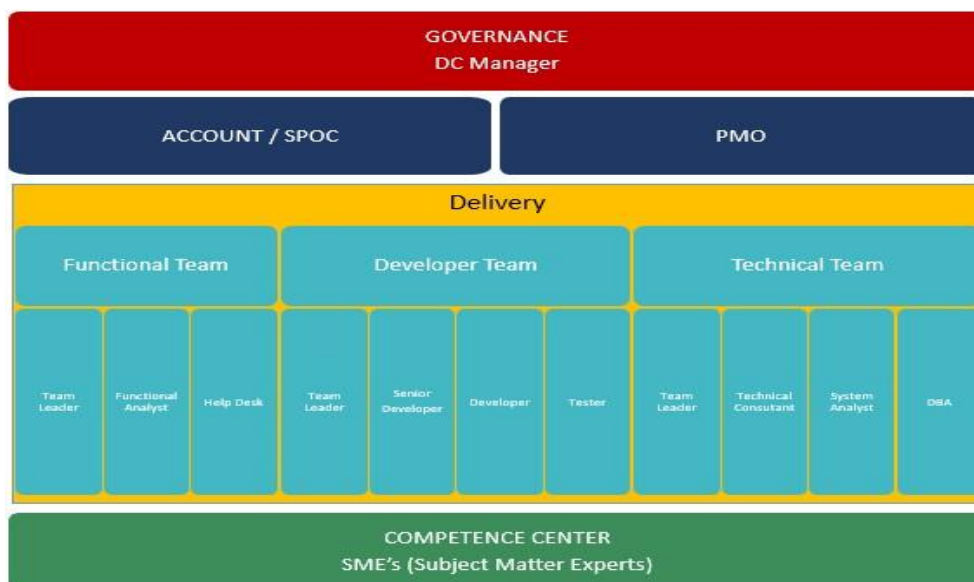 GOVERNANCE
DC Manager
ACCOUNT / SPOC
PMO
Delivery
Functional Team
Developer Team
Technical Team
Team
Leader
Functional
Analyst
Help Desk
Team
Leader
Senior
Developer
Developer
Tester
Team
Leader
Technical
Consutant
System
Analyst
DBA
COMPETENCE CENTER
SME's (Subject Matter Experts)